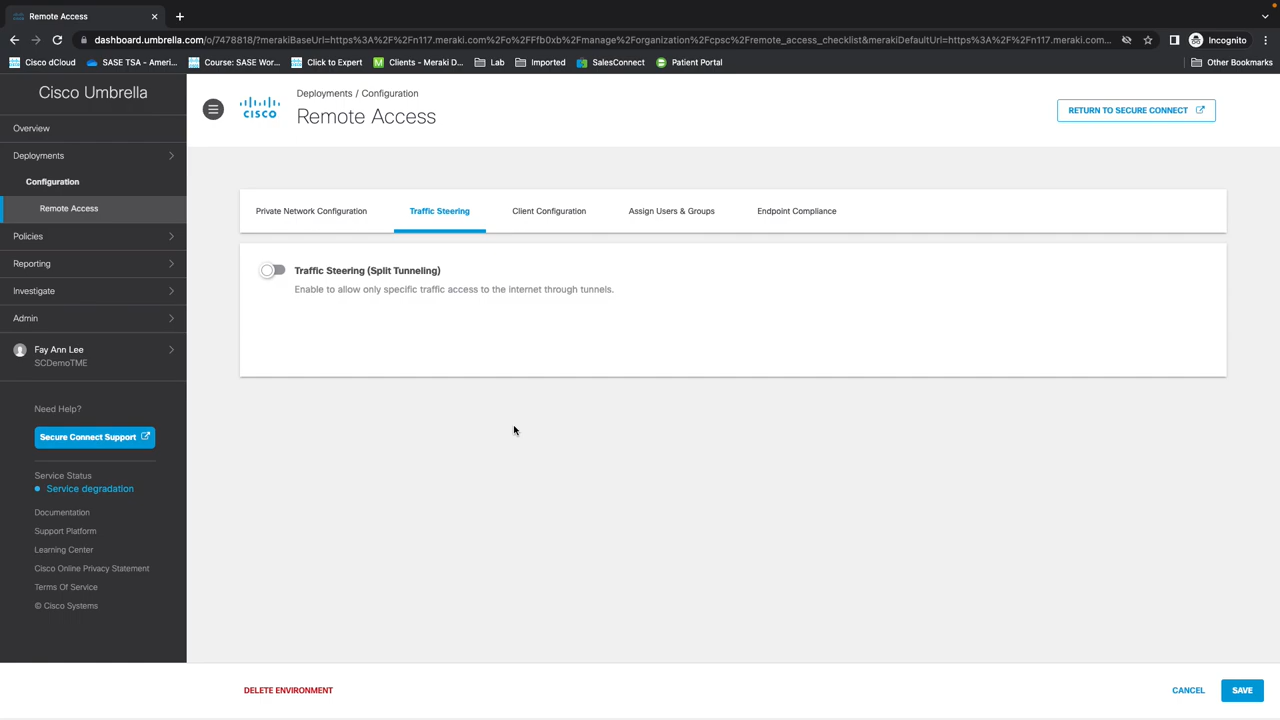 Remote Access
dashboard.umbrella.com/o/7478818/?merakiBaseUrl=https%3A%2F%2Fn117.meraki.com%2Fo%2FFfb0xb%2Fmanage%2Forganization%2Fcpsc%2Fremote_access_checklist&merakiDefaultUrl=https%3A%2F%2Fn117.meraki.com...
Incognito
Cisco dCloud
SASE TSA - Ameri...
Course: SASE Wor...
Click to Expert
Clients - Meraki D...
Lab
Imported
SalesConnect
Patient Portal
Other Bookmarks
Cisco Umbrella
Overview
Deployments
Configuration
Remote Access
Policies
Reporting
Investigate
Admin
Fay Ann Lee
SCDemoTME
Need Help?
Secure Connect Support
Service Status
Service degradation
Documentation
Support Platform
Learning Center
Cisco Online Privacy Statement
Terms Of Service
© Cisco Systems
CISCO
Deployments / Configuration
Remote Access
RETURN TO SECURE CONNECT
Private Network Configuration
Traffic Steering
Client Configuration
Assign Users & Groups
Endpoint Compliance
Traffic Steering (Split Tunneling)
Enable to allow only specific traffic access to the internet through tunnels.
DELETE ENVIRONMENT
CANCEL
SAVE